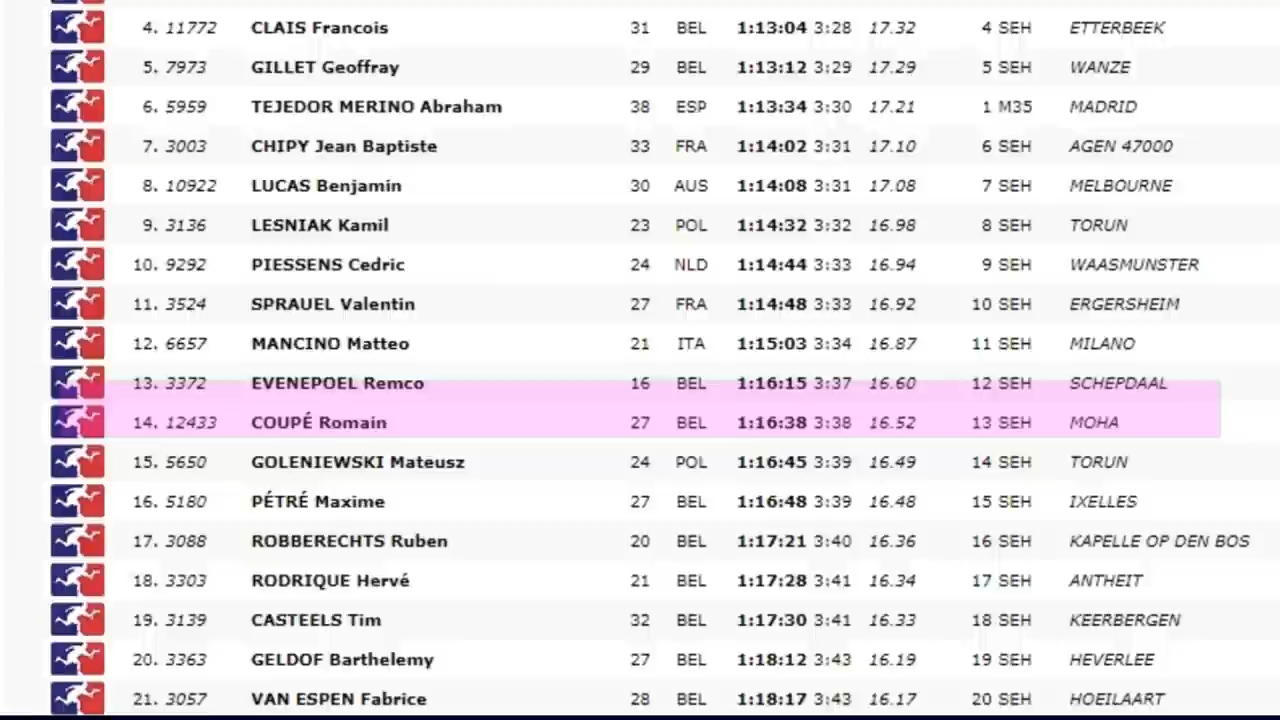 4. 11772 CLAIS Francois 31 BEL 1:13:04 3:28 17.32 4 SEH ETTERBEEK
5. 7973 GILLET Geoffray 29 BEL 1:13:12 3:29 17.29 5 SEH WANZE
6. 5959 TEJEDOR MERINO Abraham 38 ESP 1:13:34 3:30 17.21 1 M35 MADRID
7. 3003 CHIPY Jean Baptiste 33 FRA 1:14:02 3:31 17.10 6 SEH AGEN 47000
8. 10922 LUCAS Benjamin 30 AUS 1:14:08 3:31 17.08 7 SEH MELBOURNE
9. 3136 LESNIAK Kamil 23 POL 1:14:32 3:32 16.98 8 SEH TORUN
10. 9292 PIESSENS Cedric 24 NLD 1:14:44 3:33 16.94 9 SEH WAASMUNSTER
11. 3524 SPRAUEL Valentin 27 FRA 1:14:48 3:33 16.92 10 SEH ERGERSHEIM
12. 6657 MANCINO Matteo 21 ITA 1:15:03 3:34 16.87 11 SEH MILANO
13. 3372 EVENEPOEL Remco 16 BEL 1:16:15 3:37 16.60 12 SEH SCHEPDAAL
14. 12433 COUPÉ Romain 27 BEL 1:16:38 3:38 16.52 13 SEH MOHA
15. 5650 GOLENIEWSKI Mateusz 24 POL 1:16:45 3:39 16.49 14 SEH TORUN
16. 5180 PÉTRÉ Maxime 27 BEL 1:16:48 3:39 16.48 15 SEH IXELLES
17. 3088 ROBBERECHTS Ruben 20 BEL 1:17:21 3:40 16.36 16 SEH KAPELLE OP DEN BOS
18. 3303 RODRIQUE Hervé 21 BEL 1:17:28 3:41 16.34 17 SEH ANTHEIT
19. 3139 CASTEELS Tim 32 BEL 1:17:30 3:41 16.33 18 SEH KEERBERGEN
20. 3363 GELDOF Barthelemy 27 BEL 1:18:12 3:43 16.19 19 SEH HEVERLEE
21. 3057 VAN ESPEN Fabrice 28 BEL 1:18:17 3:43 16.17 20 SEH HOEILAART